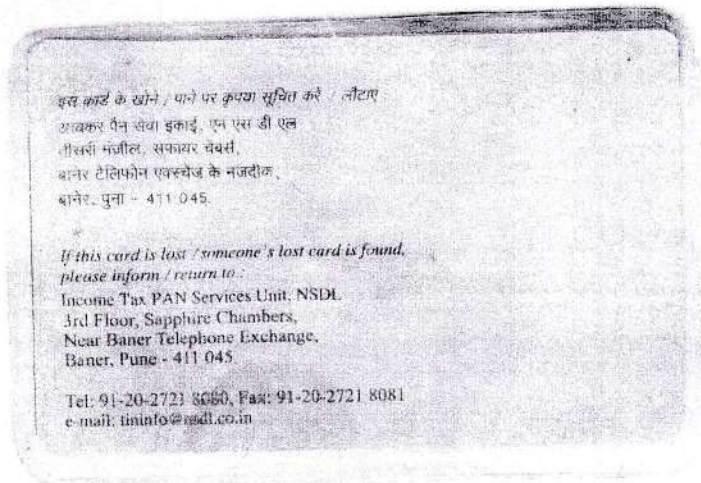 इस कार्ड के खोने / पाने पर कृपया सूचित करें / लौटाएं
आयकर पैन सेवा इकाई, एन एस डी एल
तीसरी मंजील, सफायर चेंबर्स,
बानेर टेलिफोन एक्स्चेंज के नजदीक,
बानेर, पुना - 411 045.
If this card is lost / someone's lost card is found,
please inform / return to :
Income Tax PAN Services Unit, NSDL
3rd Floor, Sapphire Chambers,
Near Baner Telephone Exchange,
Baner, Pune - 411 045
Tel: 91-20-2721 8080, Fax: 91-20-2721 8081
e-mail: tininfo@nsdl.co.in